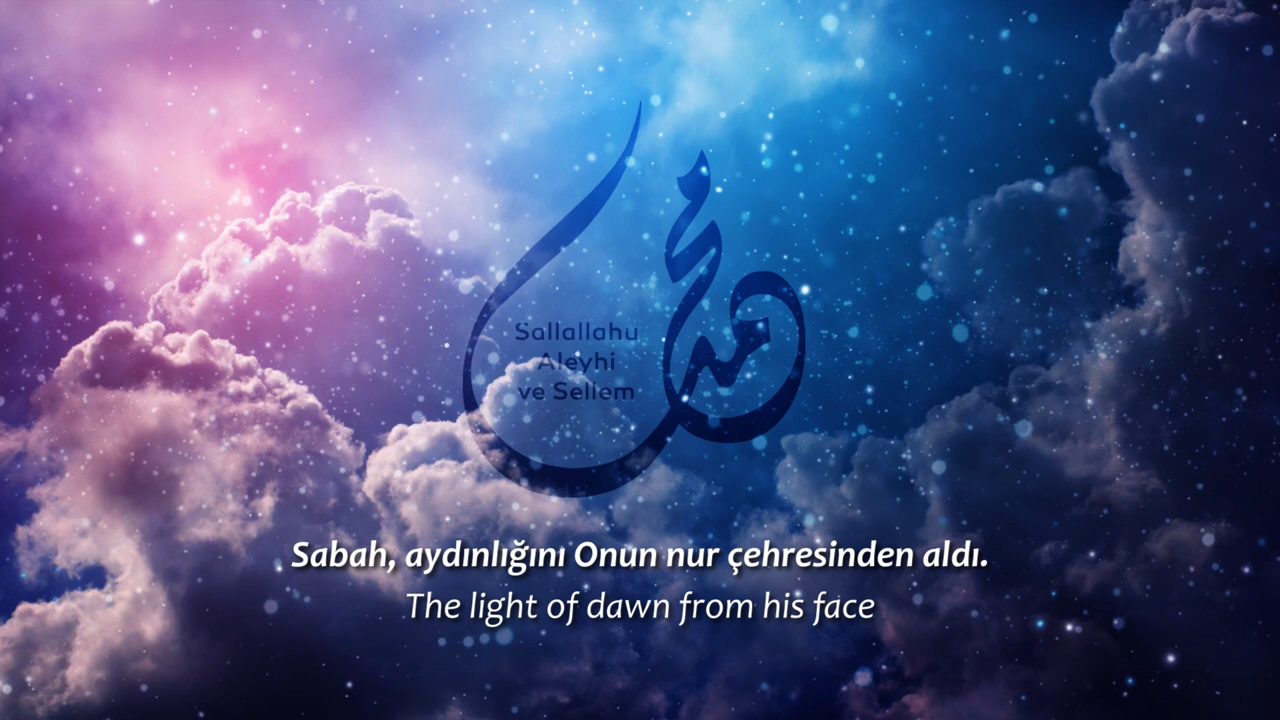 محمد
Sallallahu
Aleyhi
ve Sellem
Sabah, aydınlığını Onun nur çehresinden aldı.
The light of dawn from his face